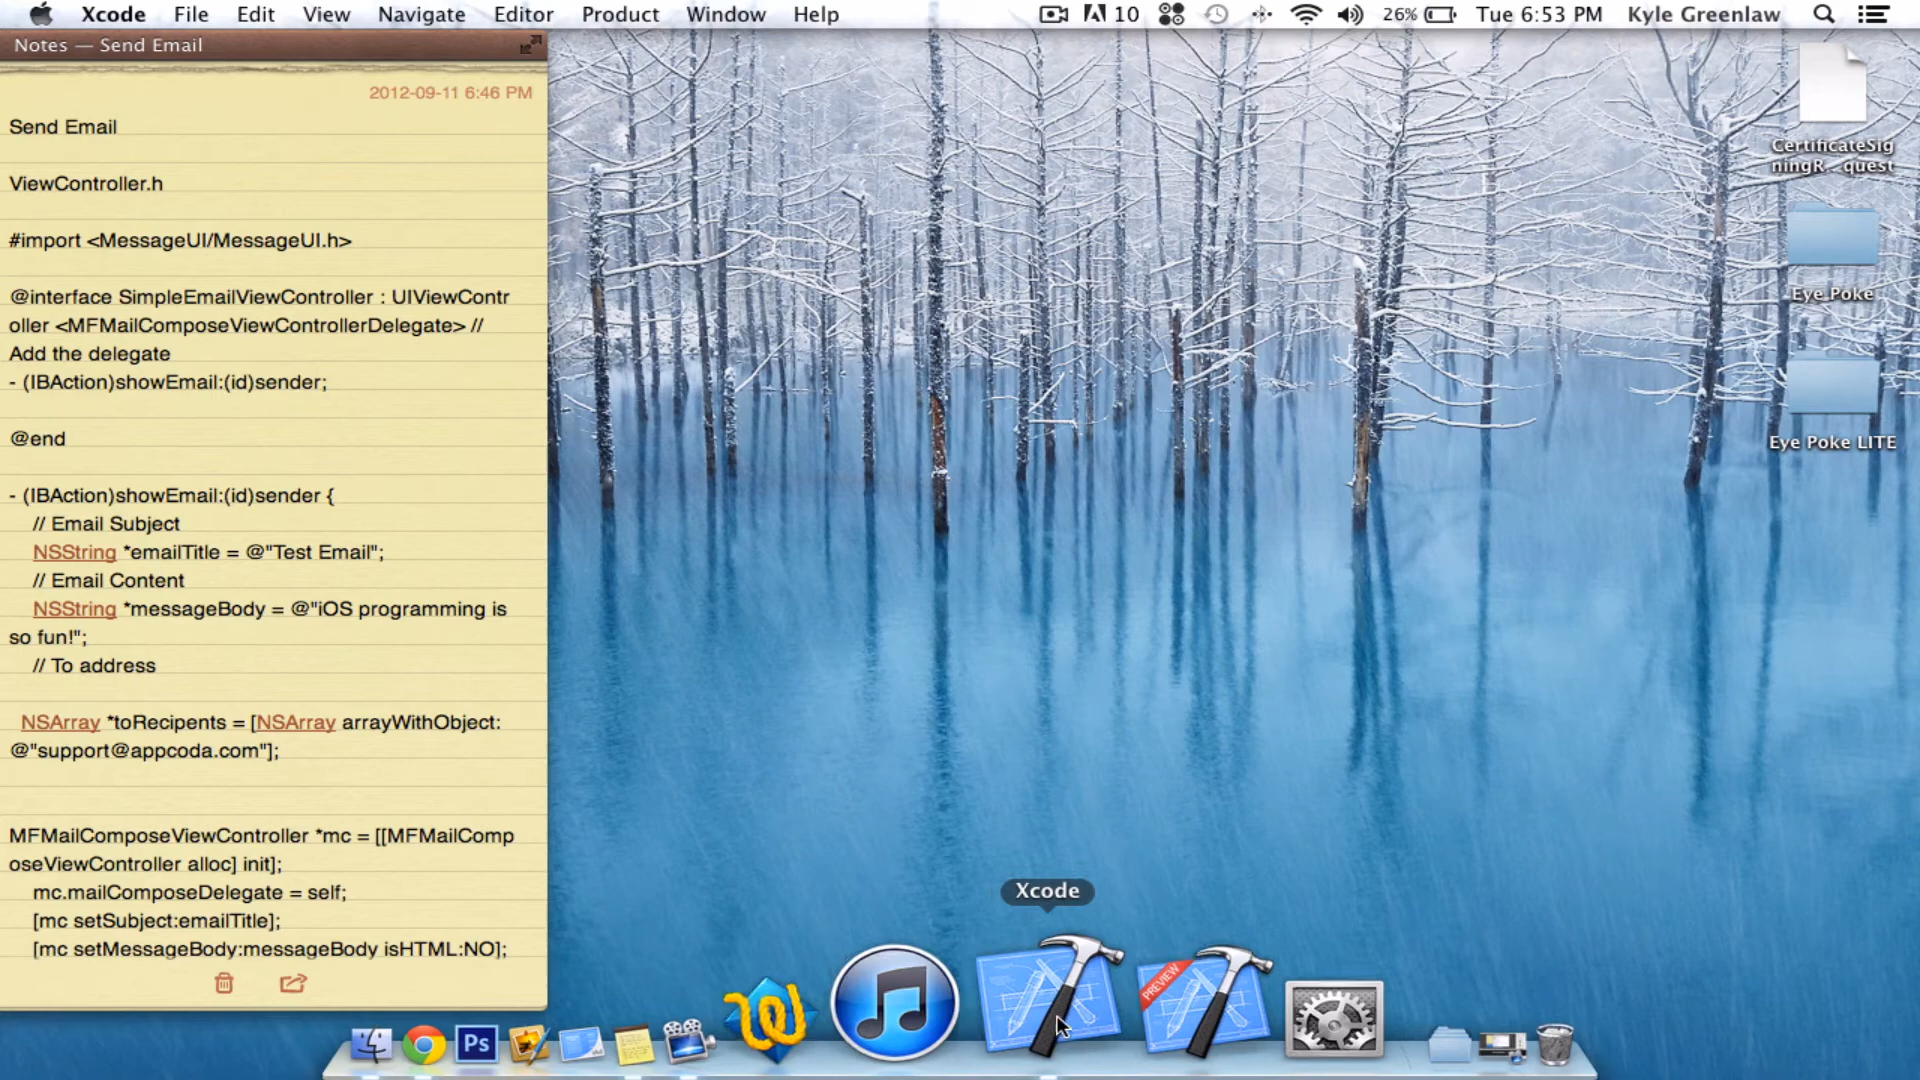 Xcode File Edit View Navigate Editor Product Window Help 10 26% Tue 6:53 PM Kyle Greenlaw
Notes — Send Email
2012-09-11 6:46 PM
Send Email
ViewController.h
#import <MessageUI/MessageUI.h>
@interface SimpleEmailViewController : UIViewContr
oller <MFMailComposeViewControllerDelegate> //
Add the delegate
- (IBAction)showEmail:(id)sender;
@end
- (IBAction)showEmail:(id)sender {
// Email Subject
NSString *emailTitle = @"Test Email";
// Email Content
NSString *messageBody = @"iOS programming is
so fun!";
// To address
NSArray *toRecipents = [NSArray arrayWithObject:
@"support@appcoda.com"];
MFMailComposeViewController *mc = [[MFMailComp
oseViewController alloc] init];
mc.mailComposeDelegate = self;
[mc setSubject:emailTitle];
[mc setMessageBody:messageBody isHTML:NO];
CertificateSig
ningR...quest
Eye Poke
Eye Poke LITE
Xcode
PREVIEW
Ps